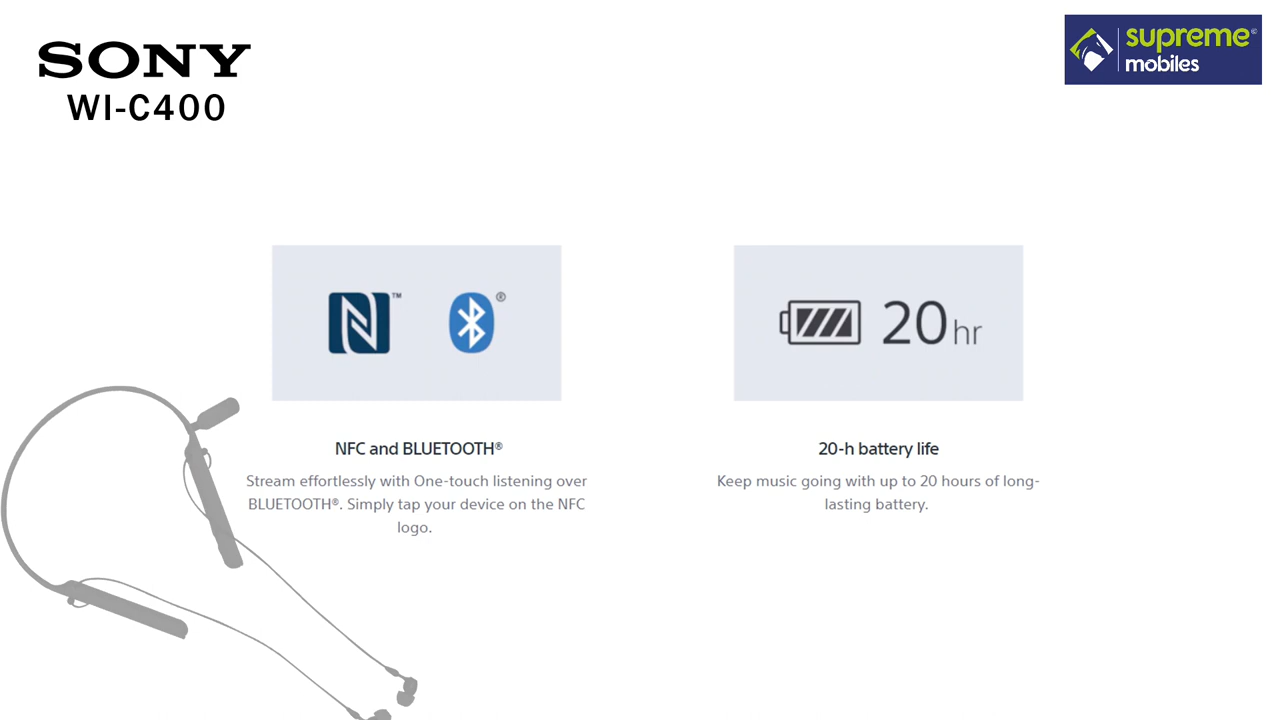 SONY
WI-C400
supreme©
mobiles
™
®
20hr
NFC and BLUETOOTH®
Stream effortlessly with One-touch listening over
BLUETOOTH®. Simply tap your device on the NFC
logo.
20-h battery life
Keep music going with up to 20 hours of long-
lasting battery.